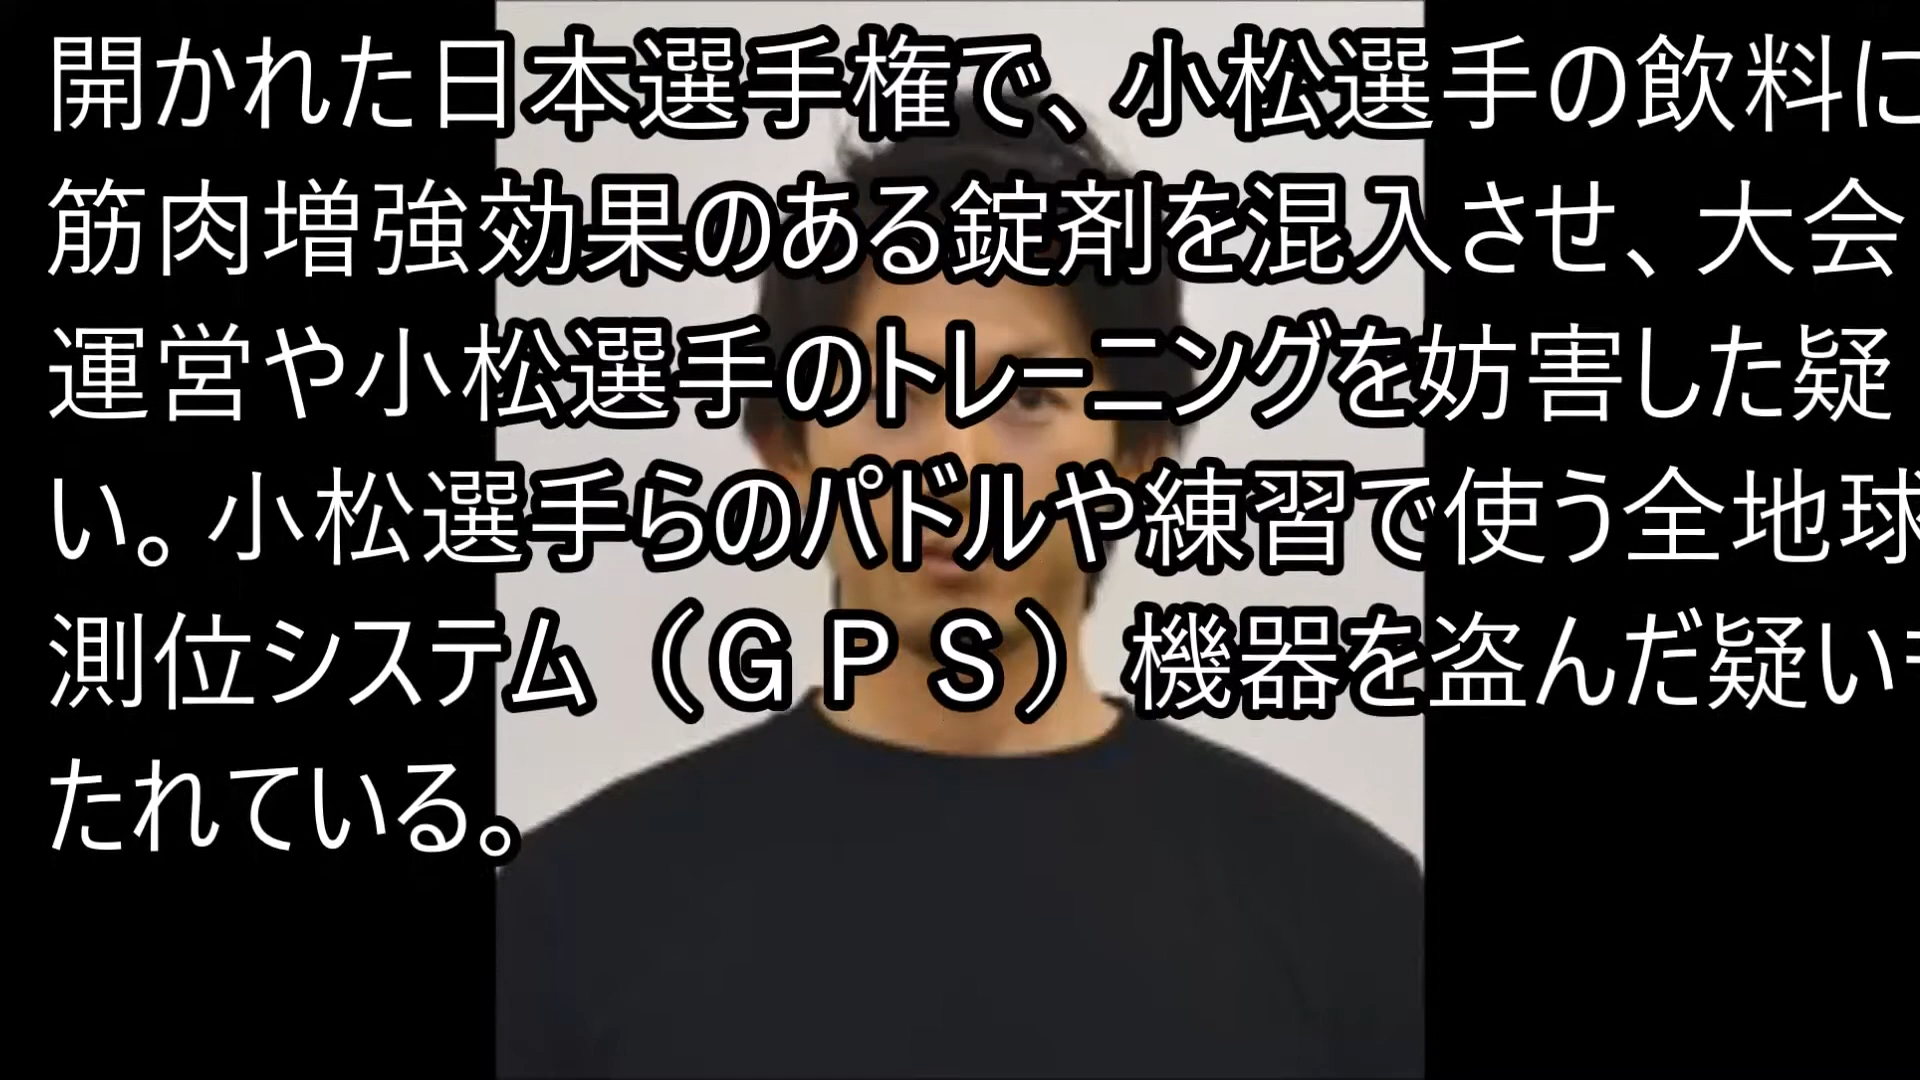 開かれた日本選手権で、小松選手の飲料に
筋肉増強効果のある錠剤を混入させ、大会
運営や小松選手のトレーニングを妨害した疑
い。小松選手らのパドルや練習で使う全地球
測位システム（ＧＰＳ）機器を盗んだ疑いも
たれている。